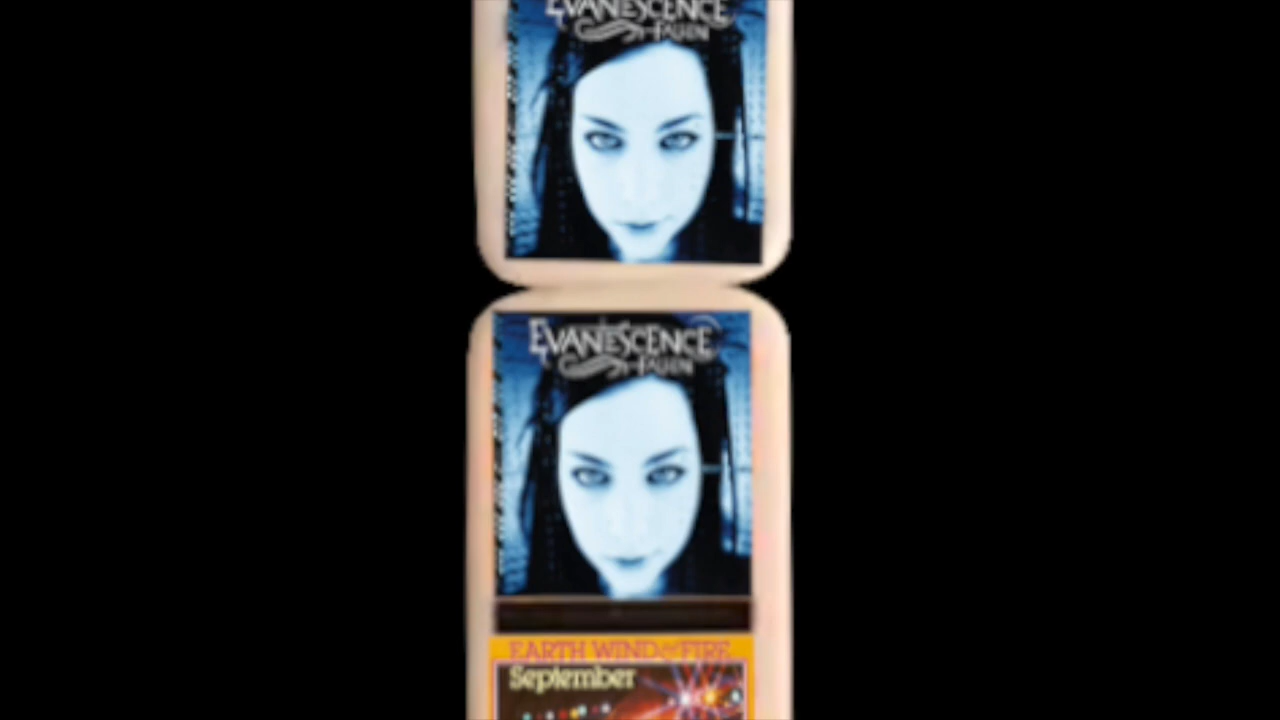 EVANESCENCE
FALLEN
EVANESCENCE
FALLEN
EARTH WIND & FIRE
September